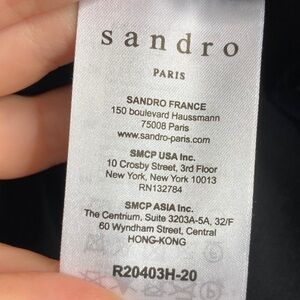 sandro
PARIS
SANDRO FRANCE
150 boulevard Haussmann
75008 Paris
www.sandro-paris.com
SMCP USA Inc.
10 Crosby Street, 3rd Floor
New York, New York 10013
RN132784
SMCP ASIA Inc.
The Centrium, Suite 3203A-5A, 32/F
60 Wyndham Street, Central
HONG-KONG
R20403H-20